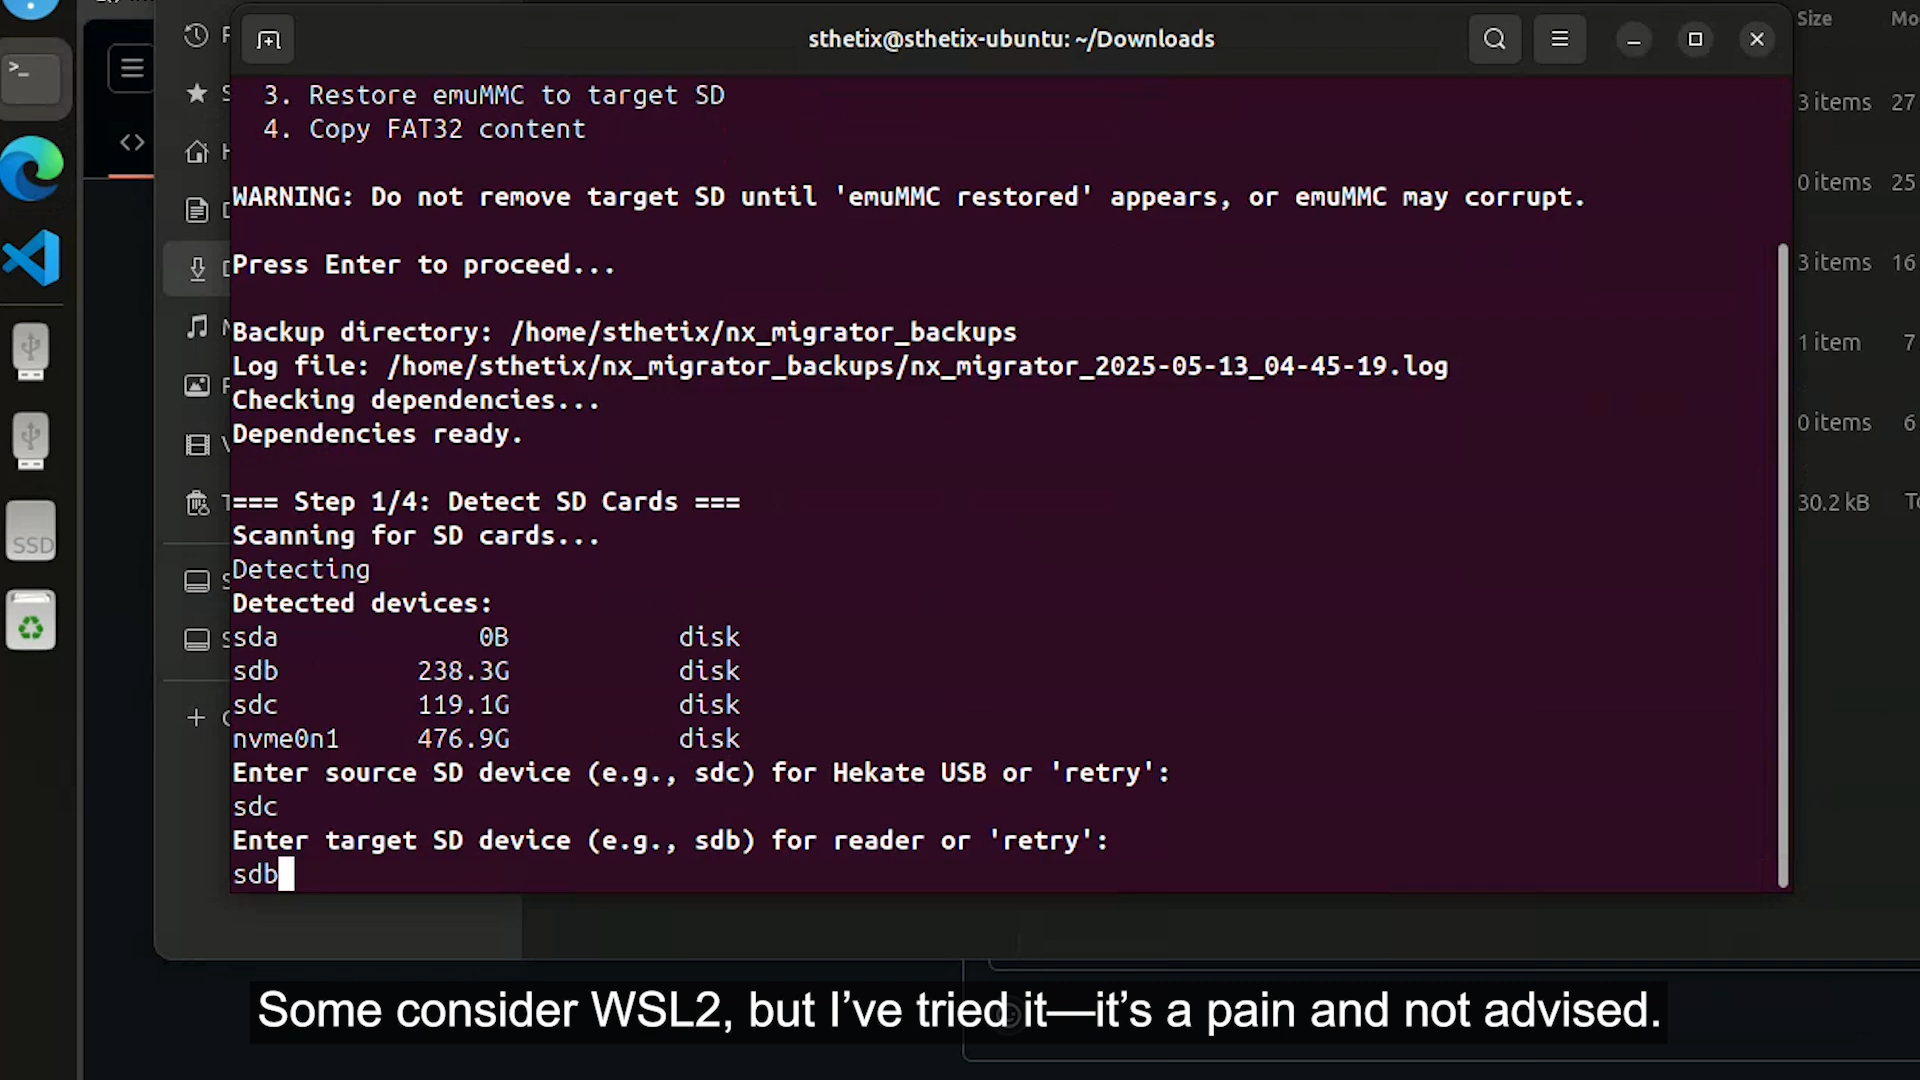 sthetix@sthetix-ubuntu: ~/Downloads
Size
3. Restore emuMMC to target SD
4. Copy FAT32 content
WARNING: Do not remove target SD until 'emuMMC restored' appears, or emuMMC may corrupt.
Press Enter to proceed...
Backup directory: /home/sthetix/nx_migrator_backups
Log file: /home/sthetix/nx_migrator_backups/nx_migrator_2025-05-13_04-45-19.log
Checking dependencies...
Dependencies ready.
=== Step 1/4: Detect SD Cards ===
Scanning for SD cards...
Detecting
Detected devices:
sda 0B disk
sdb 238.3G disk
sdc 119.1G disk
nvme0n1 476.9G disk
Enter source SD device (e.g., sdc) for Hekate USB or 'retry':
sdc
Enter target SD device (e.g., sdb) for reader or 'retry':
sdb
3 items 27
0 items 25
3 items 16
1 item 7
0 items 6
30.2 kB
SSD
Some consider WSL2, but I’ve tried it—it’s a pain and not advised.